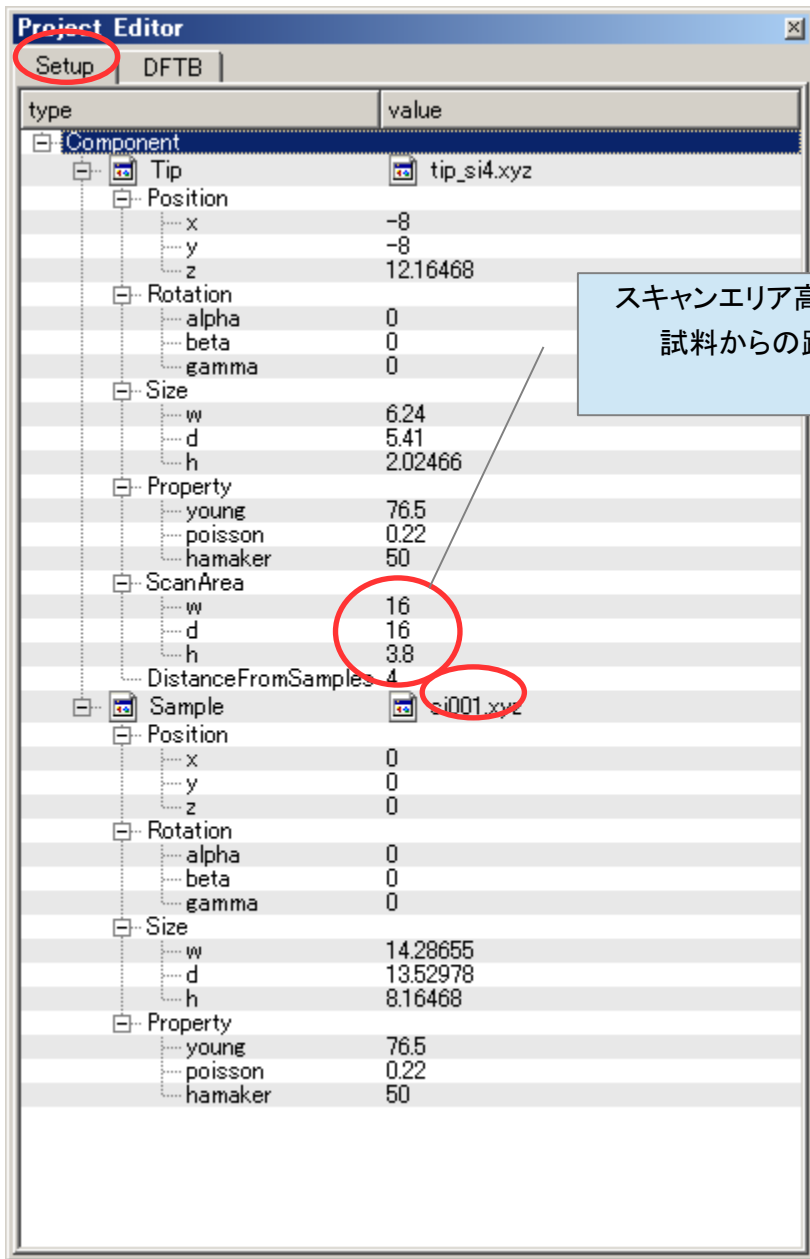 Project Editor
Setup DFTB
type value
Component
Tip tip_si4.xyz
Position
x -8
y -8
z 12.16468
Rotation
alpha 0
beta 0
gamma 0
Size
w 6.24
d 5.41
h 2.02466
Property
young 76.5
poisson 0.22
hamaker 50
ScanArea
w 16
d 16
h 3.8
DistanceFromSamples 4
Sample si001.xyz
Position
x 0
y 0
z 0
Rotation
alpha 0
beta 0
gamma 0
Size
w 14.28655
d 13.52978
h 8.16468
Property
young 76.5
poisson 0.22
hamaker 50
スキャンエリア高
試料からの